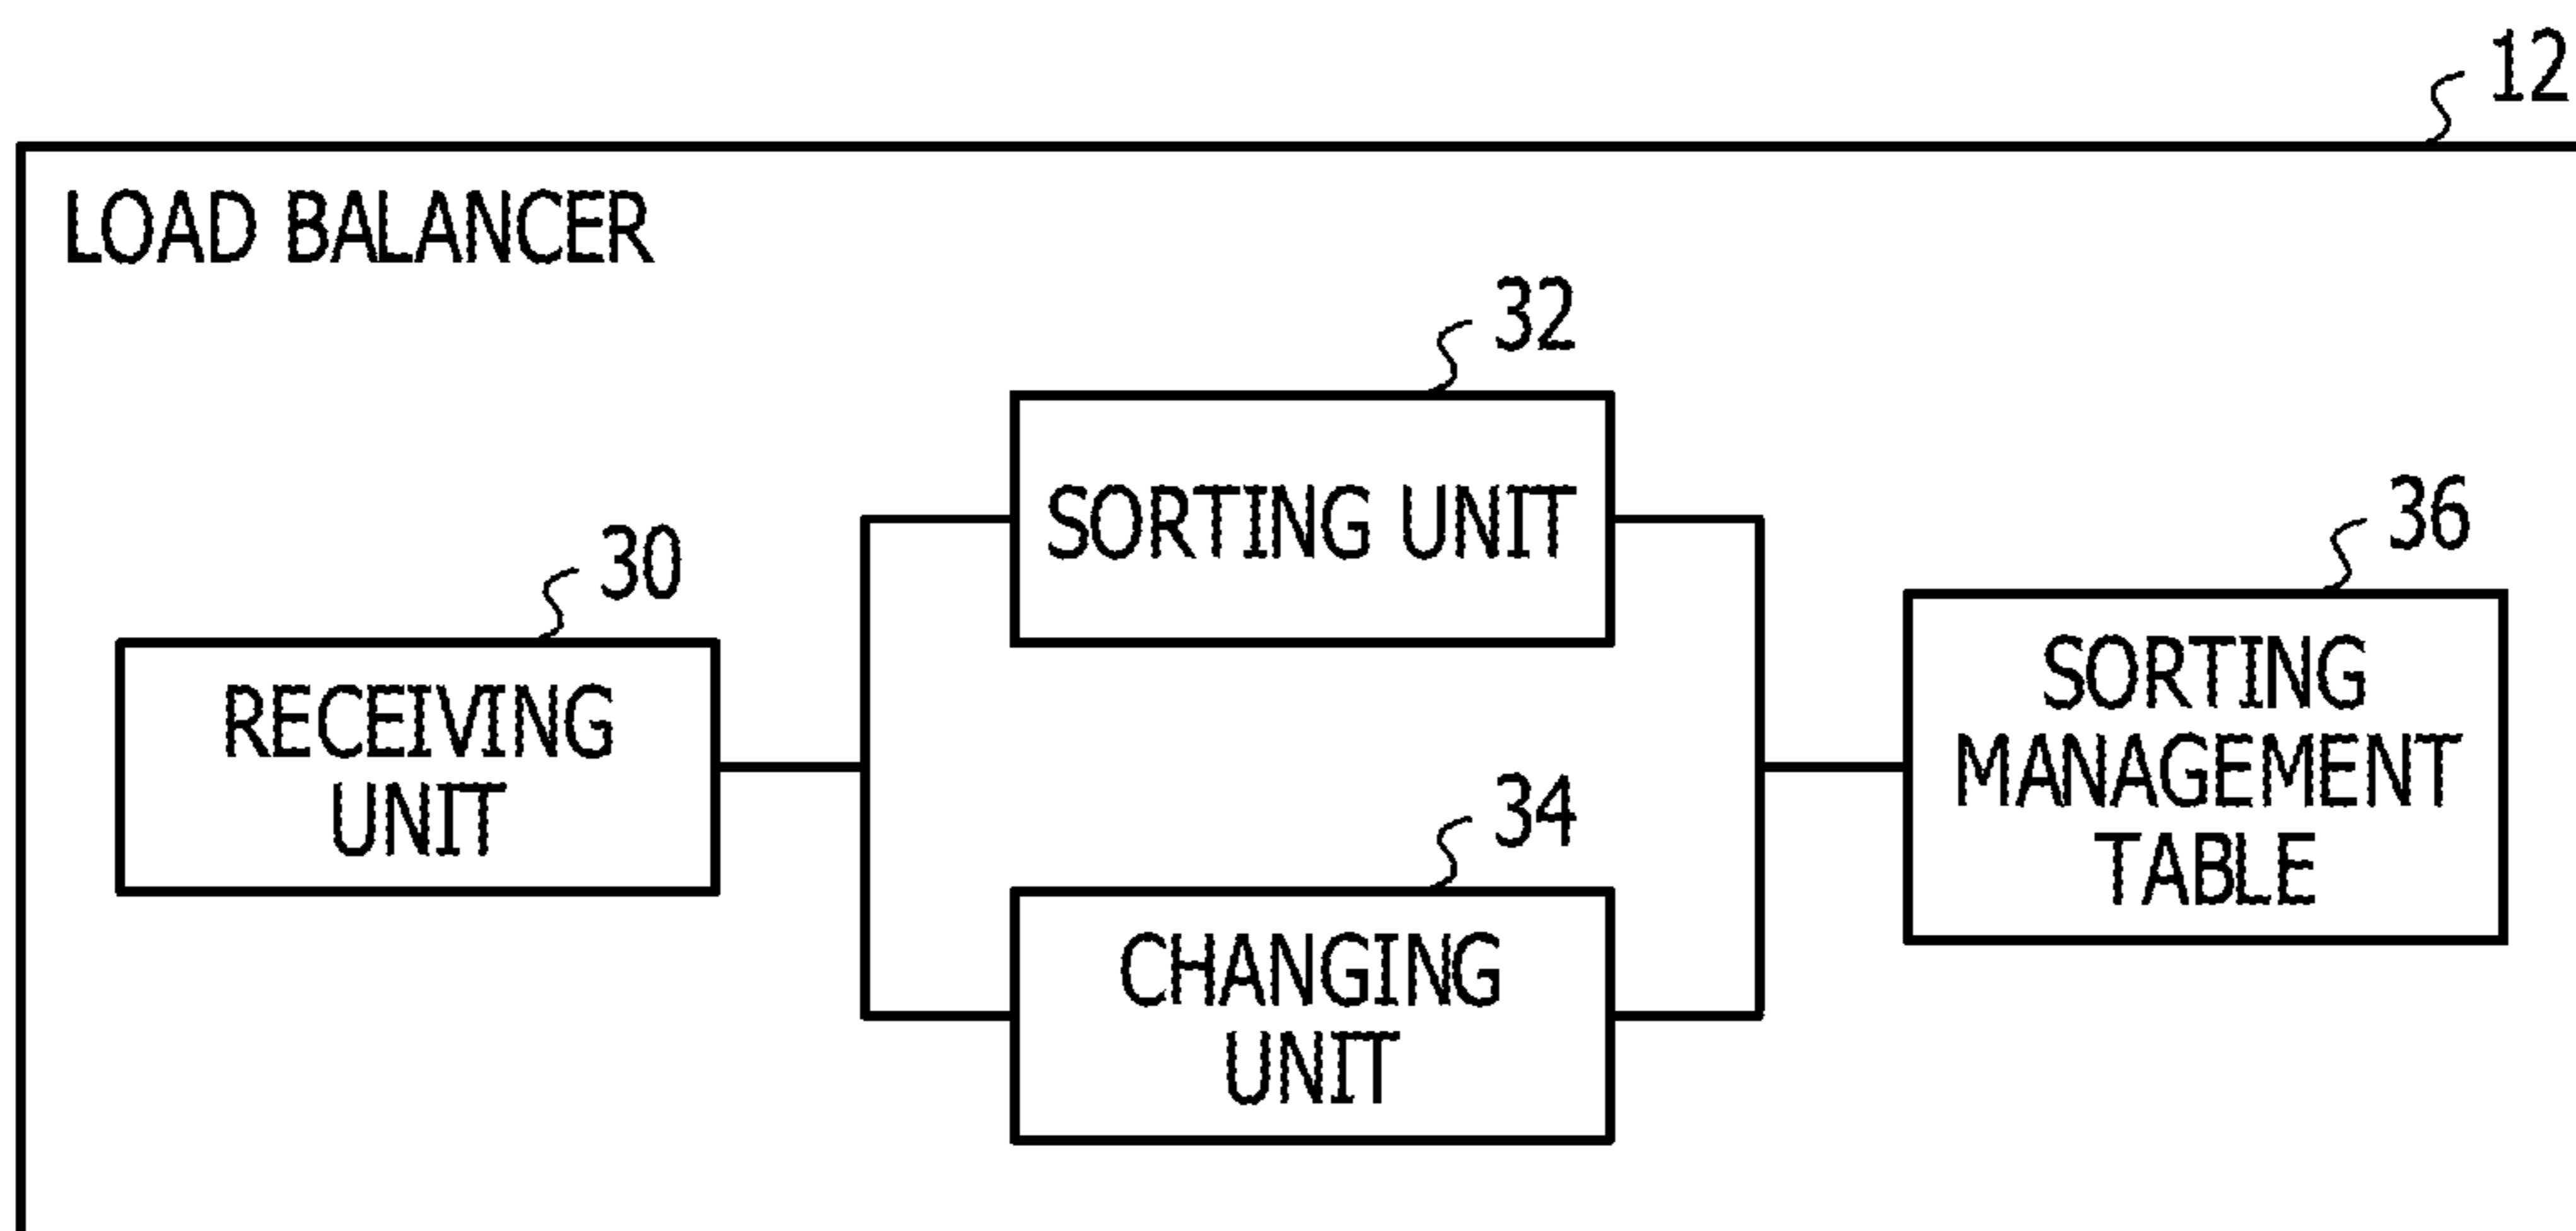 12
LOAD BALANCER
32
SORTING UNIT
30
RECEIVING
UNIT
34
CHANGING
UNIT
36
SORTING
MANAGEMENT
TABLE